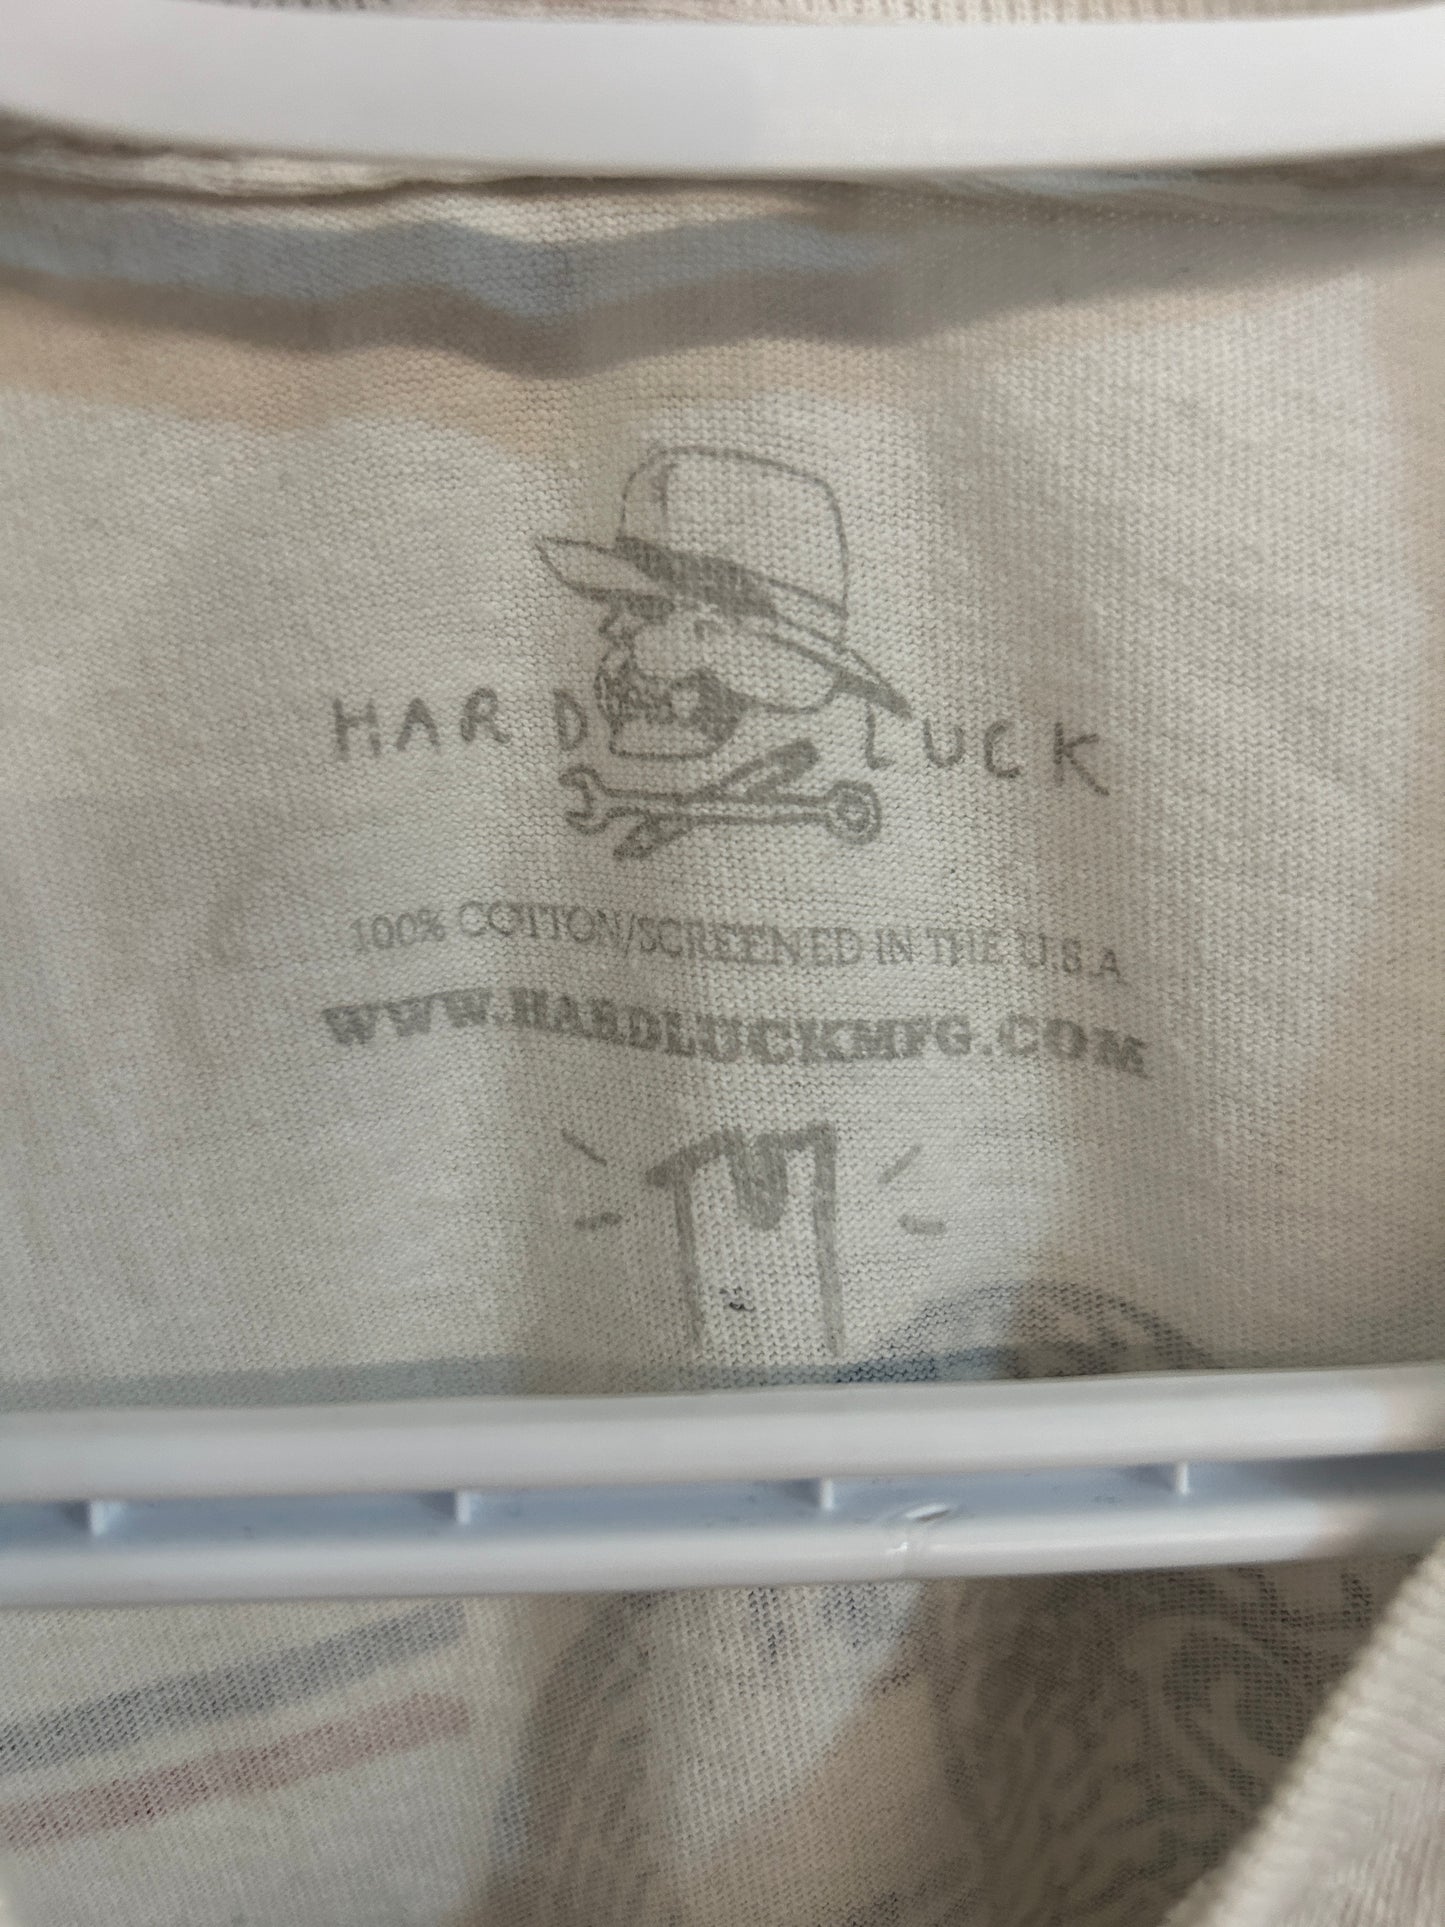 HARD LUCK
100% COTTON/SCREENED IN THE U.S.A
WWW.HARDLUCKMFG.COM
M